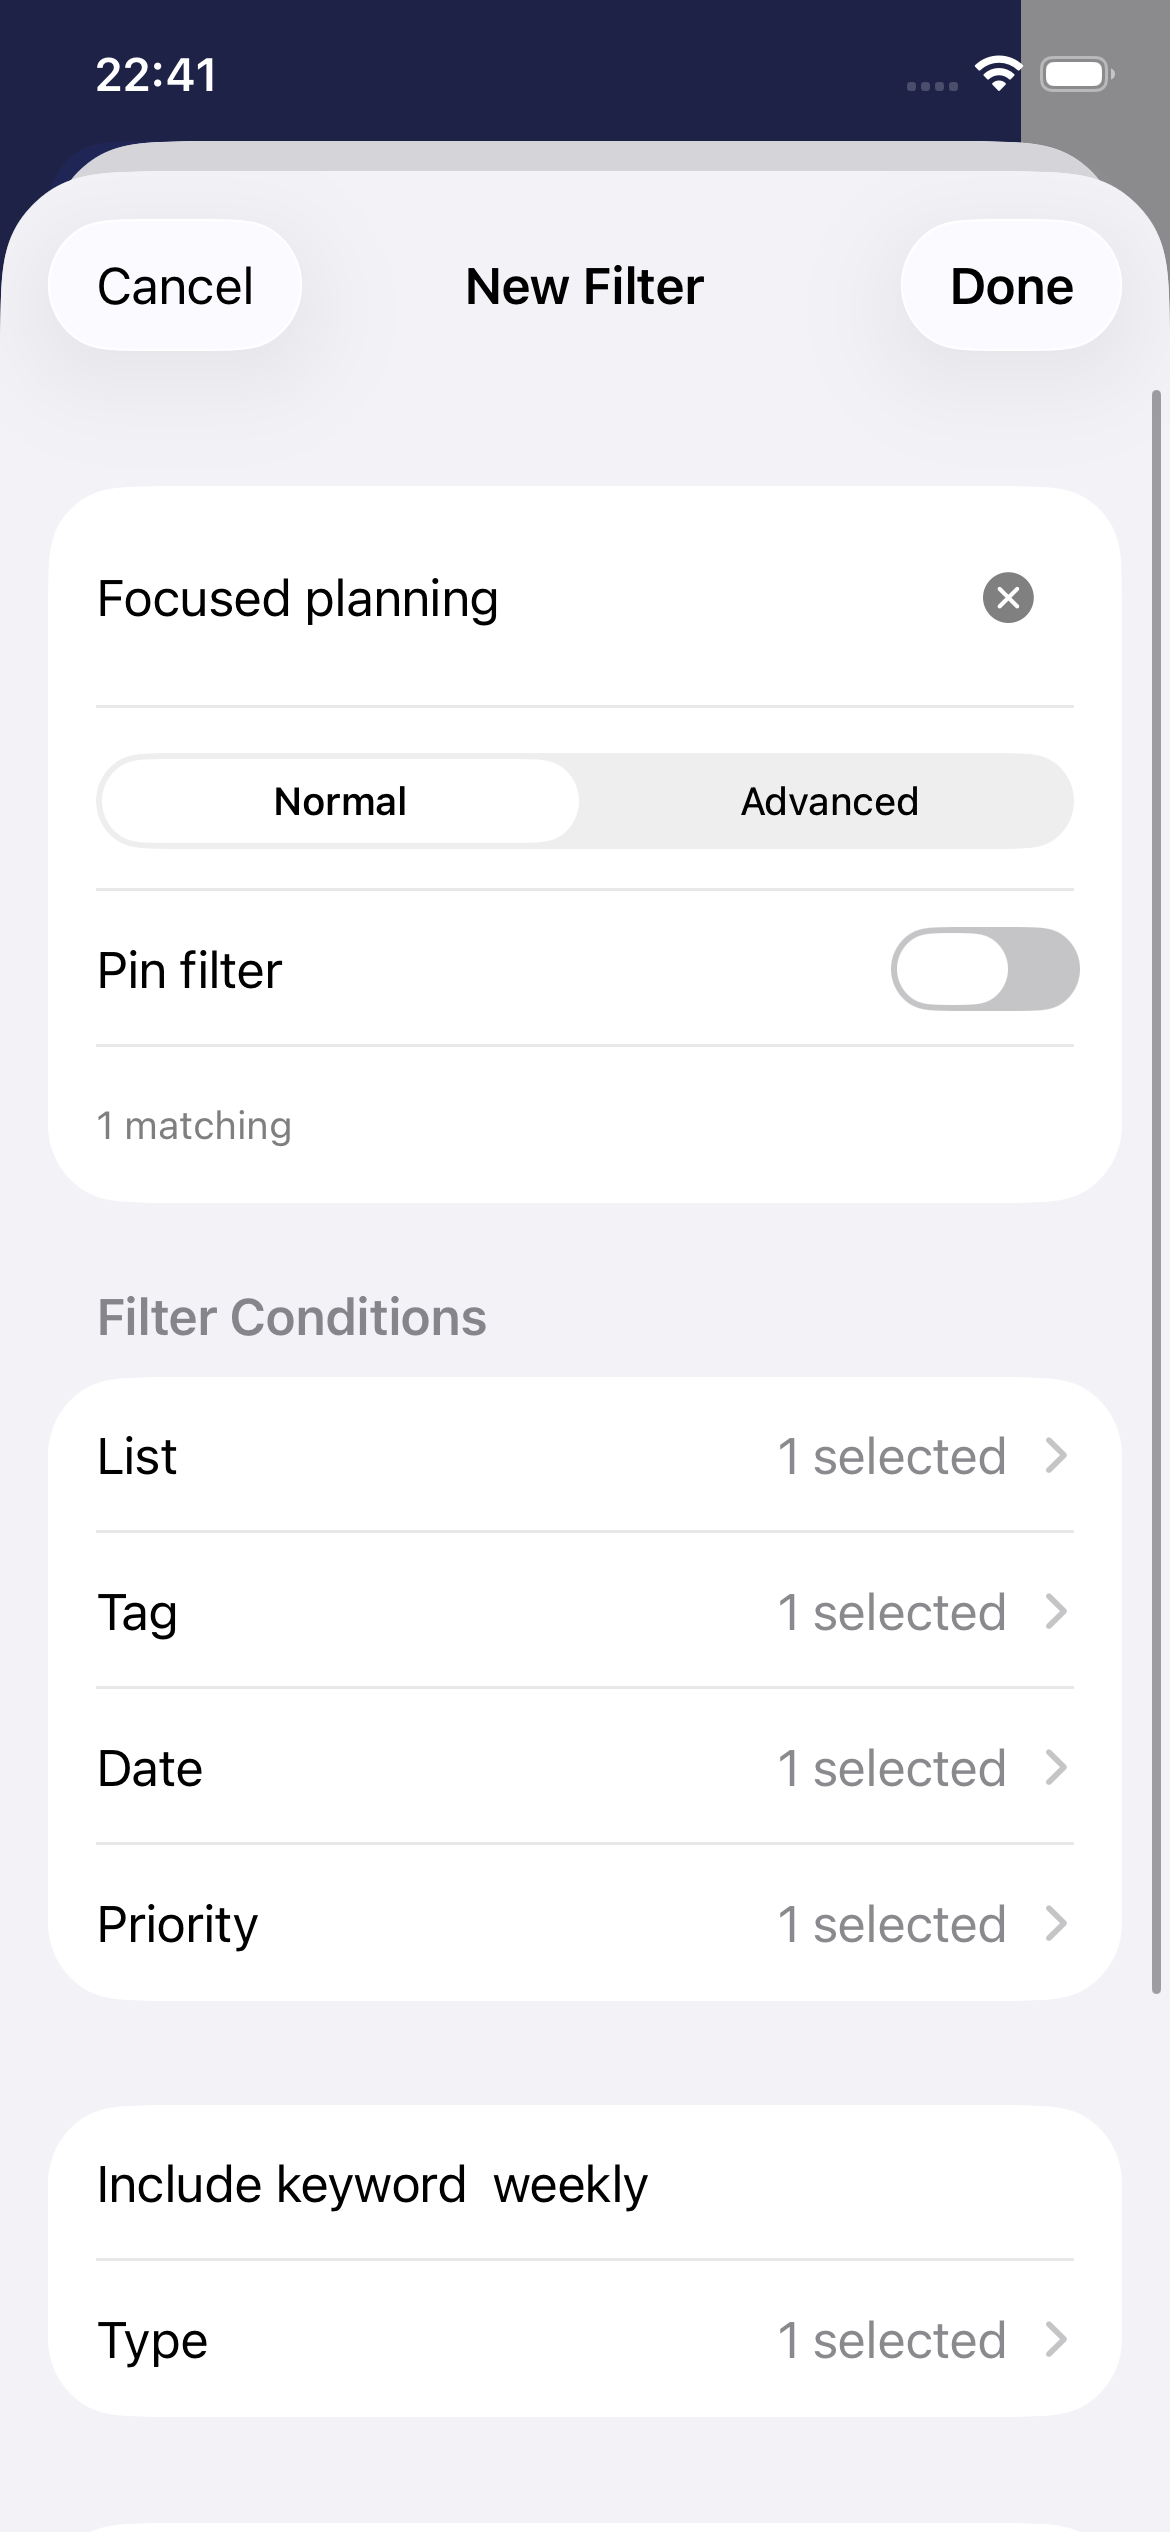 22:41
Cancel
New Filter
Done
Focused planning
Normal
Advanced
Pin filter
1 matching
Filter Conditions
List 1 selected
Tag 1 selected
Date 1 selected
Priority 1 selected
Include keyword weekly
Type 1 selected